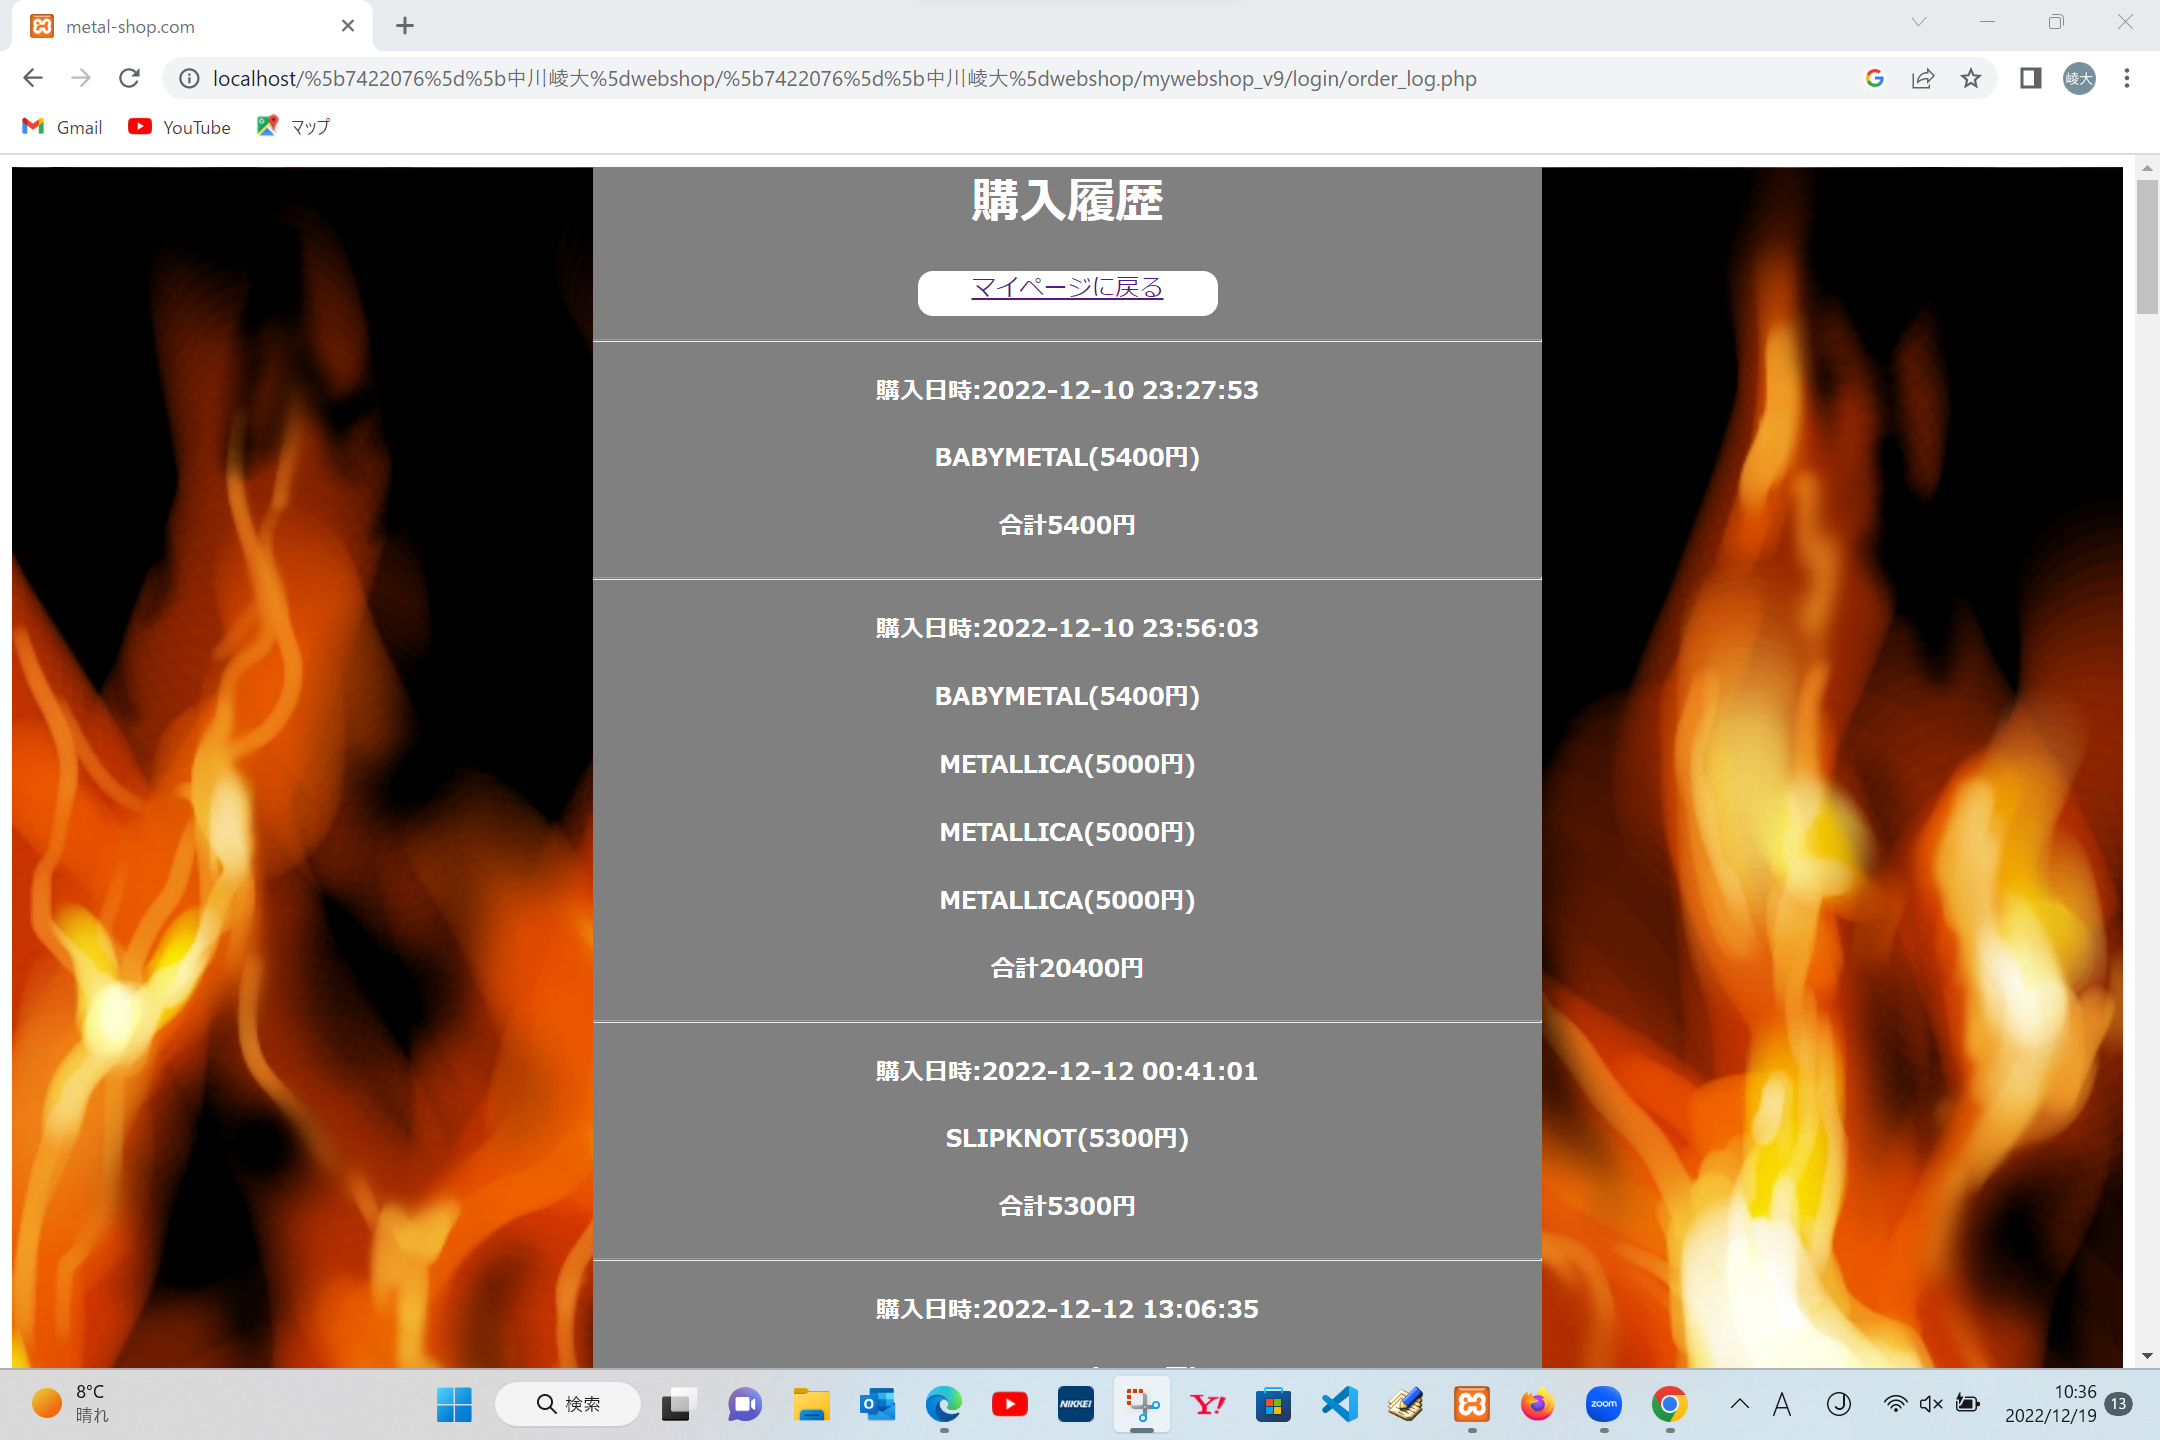 metal-shop.com
localhost/%5b7422076%5d%5b中川崚大%5dwebshop/%5b7422076%5d%5b中川崚大%5dwebshop/mywebshop_v9/login/order_log.php
崚大
Gmail
YouTube
マップ
購入履歴
マイページに戻る
購入日時:2022-12-10 23:27:53
BABYMETAL(5400円)
合計5400円
購入日時:2022-12-10 23:56:03
BABYMETAL(5400円)
METALLICA(5000円)
METALLICA(5000円)
METALLICA(5000円)
合計20400円
購入日時:2022-12-12 00:41:01
SLIPKNOT(5300円)
合計5300円
購入日時:2022-12-12 13:06:35
8°C
晴れ
検索
NIKKEI
Y!
zoom
A
J
10:36
2022/12/19
13